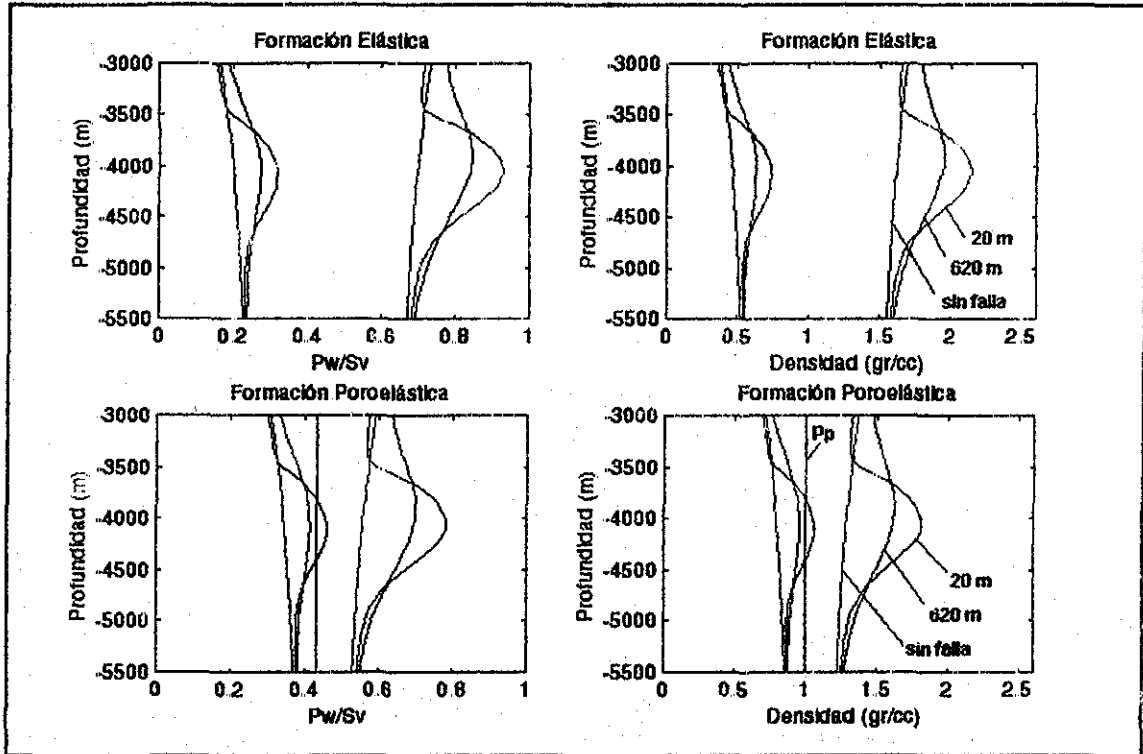 Formación Elástica
-3000
-3500
-4000
-4500
-5000
-5500
Profundidad (m)
0
0.2
0.4
0.6
0.8
1
Pw/Sv
Formación Elástica
-3000
-3500
-4000
-4500
-5000
-5500
Profundidad (m)
20 m
620 m
sin falla
0
0.5
1
1.5
2
2.5
Densidad (gr/cc)
Formación Poroelástica
-3000
-3500
-4000
-4500
-5000
-5500
Profundidad (m)
0
0.2
0.4
0.6
0.8
1
Pw/Sv
Formación Poroelástica
-3000
-3500
-4000
-4500
-5000
-5500
Profundidad (m)
Pp
20 m
620 m
sin falla
0
0.5
1
1.5
2
2.5
Densidad (gr/cc)